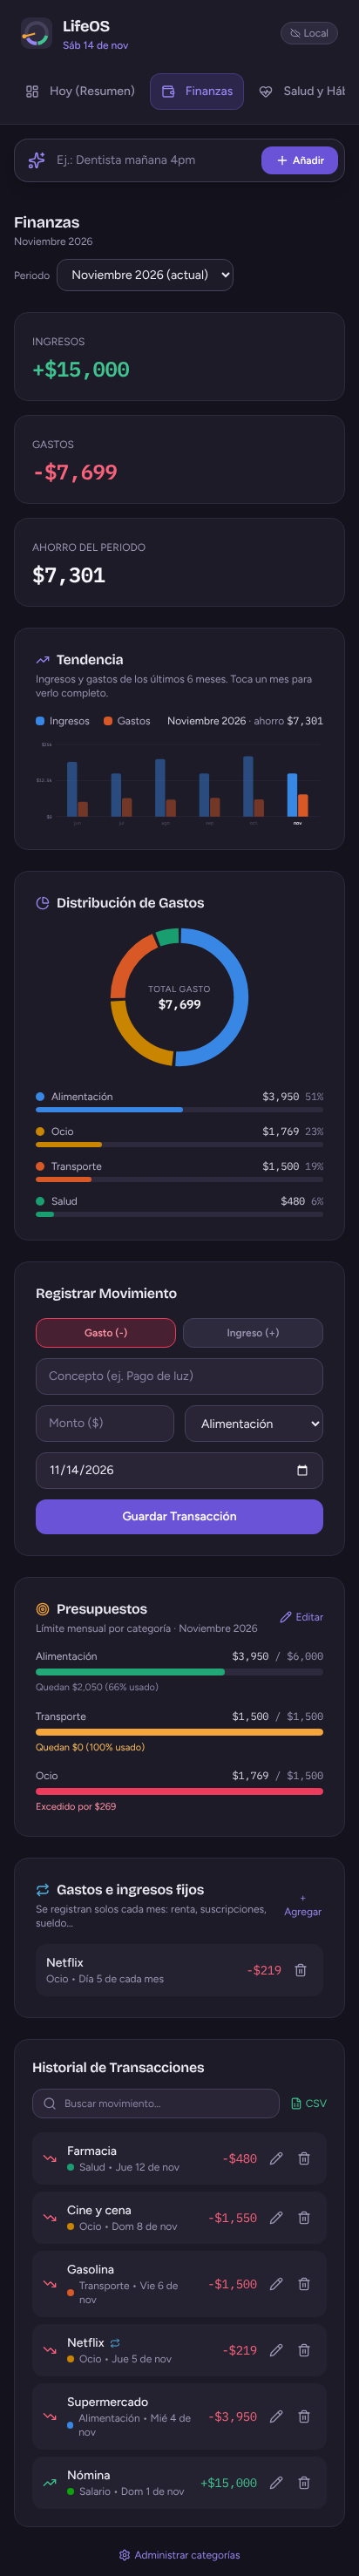 LifeOS
Sáb 14 de nov
Local
Hoy (Resumen)
Finanzas
Salud y Háb
Ej.: Dentista mañana 4pm
+ Añadir
Finanzas
Noviembre 2026
Periodo
Noviembre 2026 (actual)
INGRESOS
+$15,000
GASTOS
-$7,699
AHORRO DEL PERIODO
$7,301
Tendencia
Ingresos y gastos de los últimos 6 meses. Toca un mes para
verlo completo.
Ingresos
Gastos
Noviembre 2026 · ahorro $7,301
$0
jul
oct
nov
Distribución de Gastos
TOTAL GASTO
$7,699
Alimentación
$3,950 51%
Ocio
$1,769 23%
Transporte
$1,500 19%
Salud
$480 6%
Registrar Movimiento
Gasto (-)
Ingreso (+)
Concepto (ej. Pago de luz)
Monto ($)
Alimentación
11/14/2026
Guardar Transacción
Presupuestos
Límite mensual por categoría · Noviembre 2026
Editar
Alimentación
$3,950 / $6,000
Quedan $2,050 (66% usado)
Transporte
$1,500 / $1,500
Quedan $0 (100% usado)
Ocio
$1,769 / $1,500
Excedido por $269
Gastos e ingresos fijos
Se registran solos cada mes: renta, suscripciones,
sueldo...
+
Agregar
Netflix
Ocio • Día 5 de cada mes
-$219
Historial de Transacciones
Buscar movimiento...
CSV
Farmacia
Salud • Jue 12 de nov
-$480
Cine y cena
Ocio • Dom 8 de nov
-$1,550
Gasolina
Transporte • Vie 6 de
nov
-$1,500
Netflix
Ocio • Jue 5 de nov
-$219
Supermercado
Alimentación • Mié 4 de
nov
-$3,950
Nómina
Salario • Dom 1 de nov
+$15,000
Administrar categorías